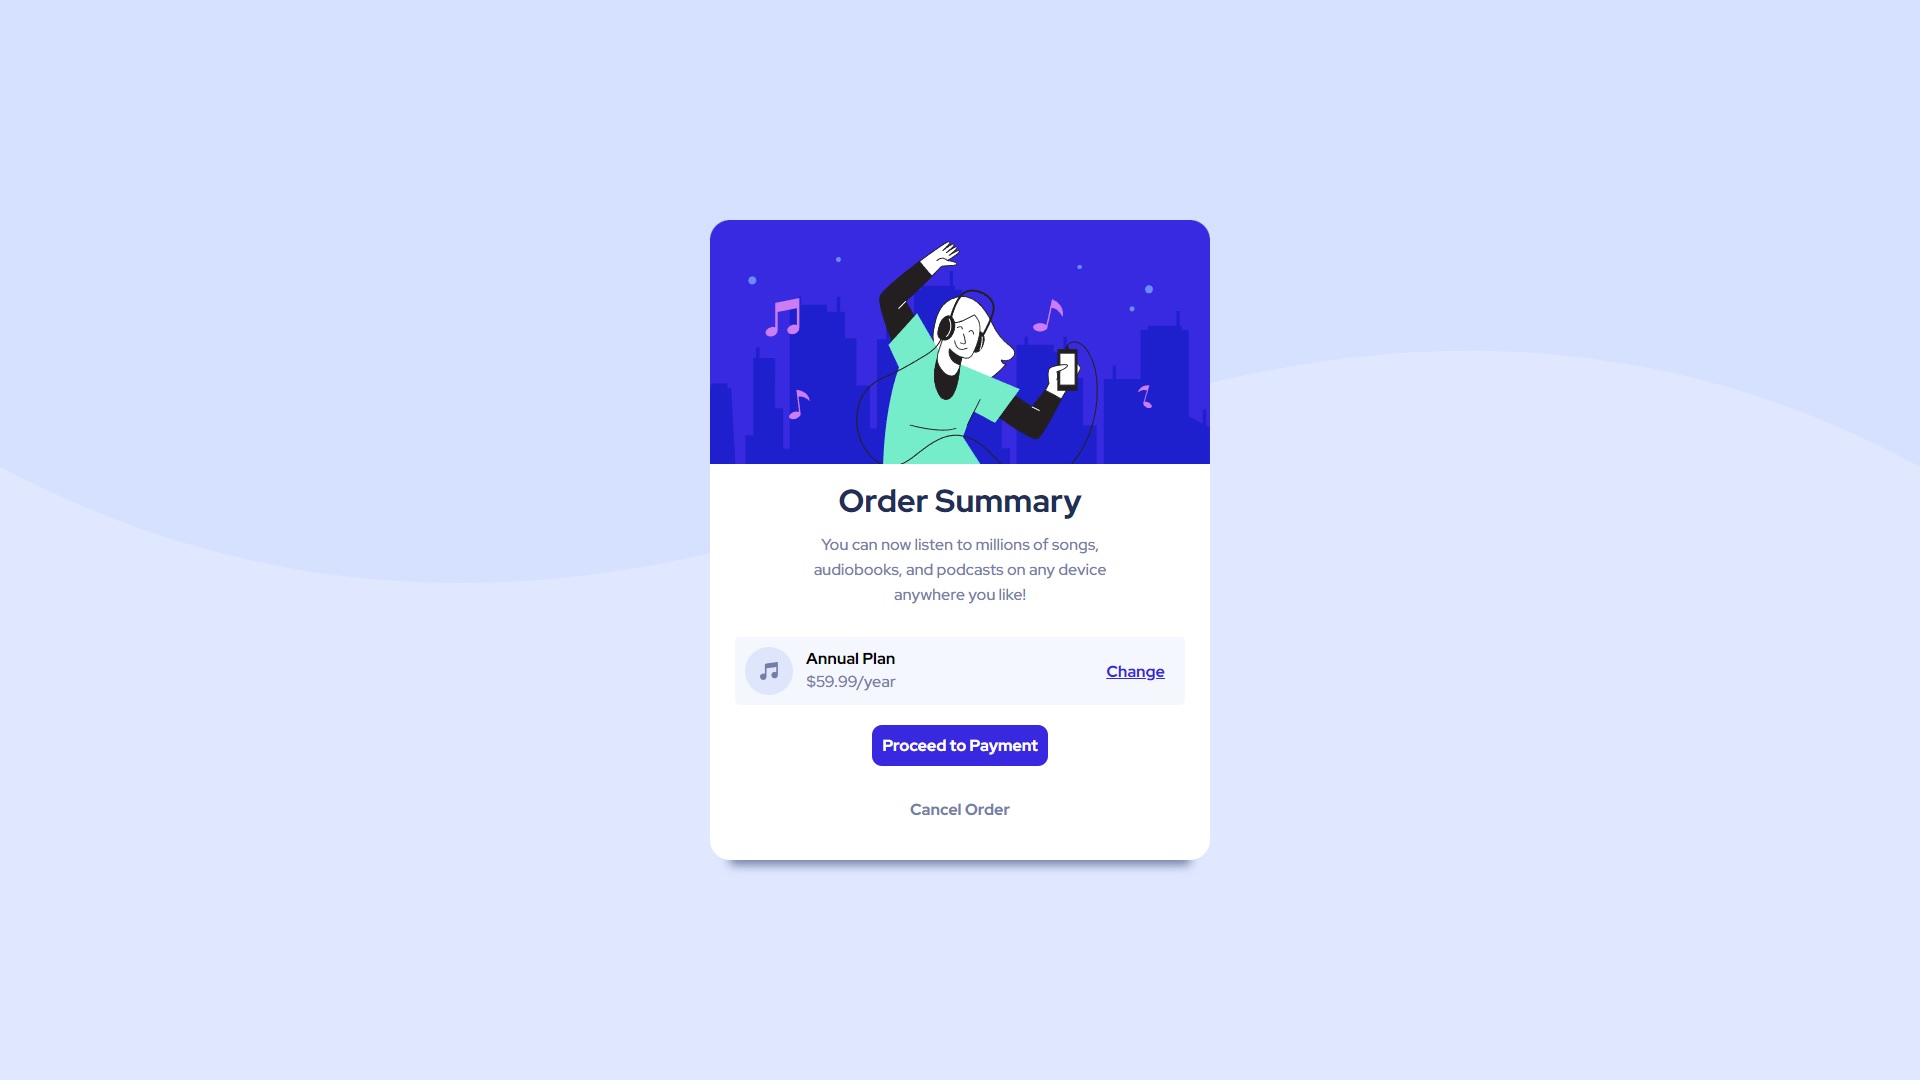 Order Summary
You can now listen to millions of songs,
audiobooks, and podcasts on any device
anywhere you like!
Annual Plan
$59.99/year
Change
Proceed to Payment
Cancel Order